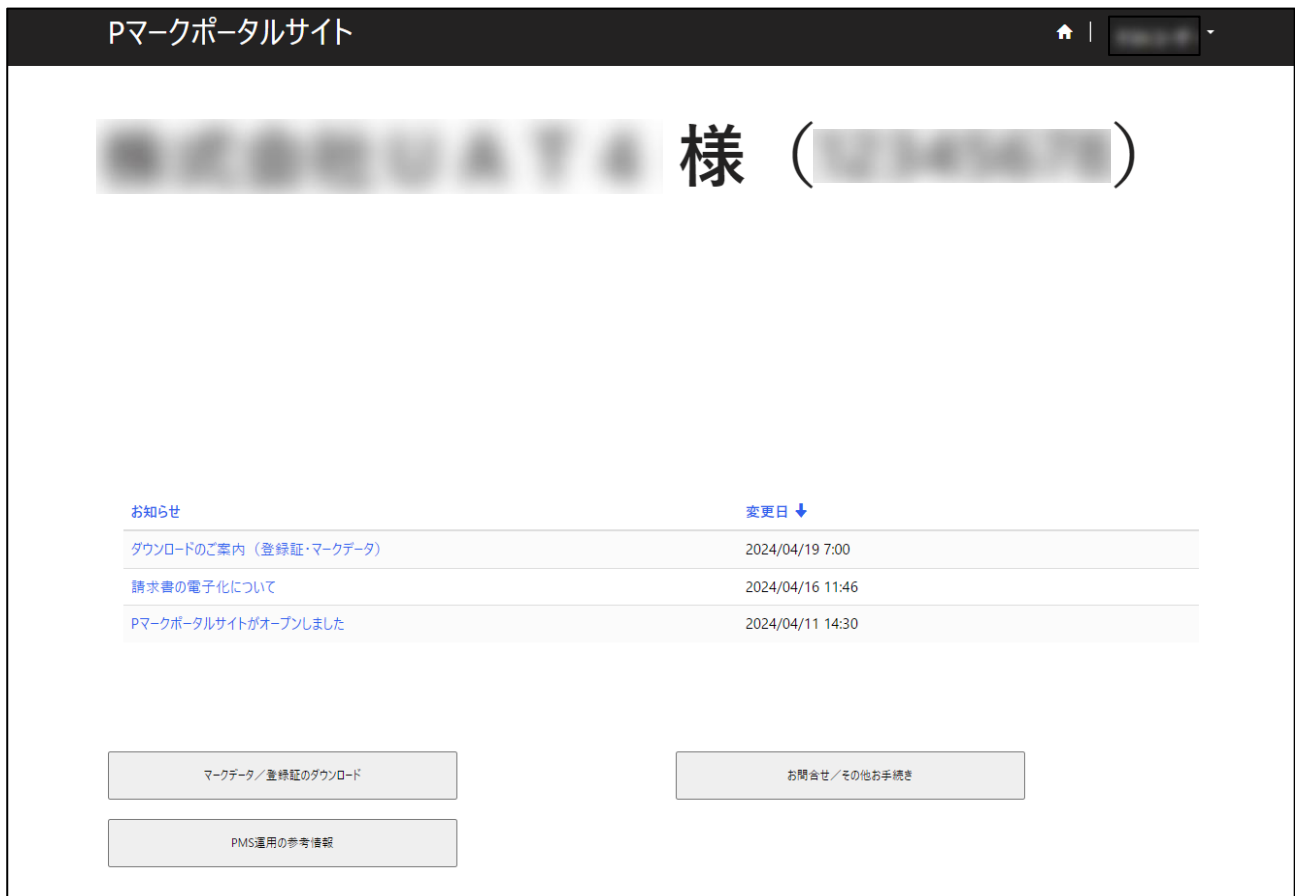 Pマークポータルサイト
様（ ）
お知らせ 変更日
ダウンロードのご案内（登録証・マークデータ） 2024/04/19 7:00
請求書の電子化について 2024/04/16 11:46
Pマークポータルサイトがオープンしました 2024/04/11 14:30
マークデータ／登録証のダウンロード お問合せ／その他お手続き
PMS運用の参考情報